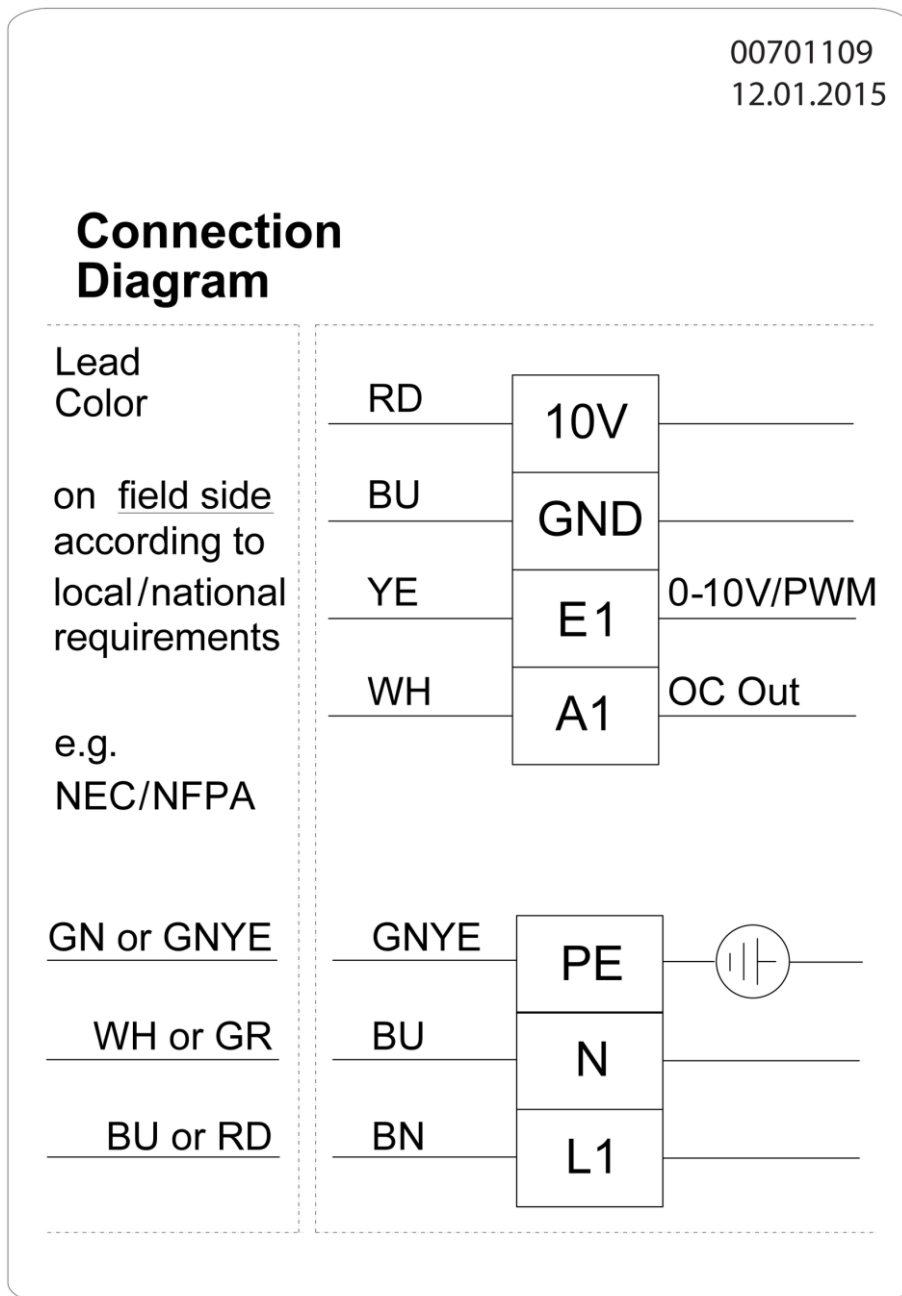 00701109
12.01.2015
Connection
Diagram
Lead
Color
on field side
according to
local/national
requirements
e.g.
NEC/NFPA
RD 10V
BU GND
YE E1 0-10V/PWM
WH A1 OC Out
GN or GNYE GNYE PE
WH or GR BU N
BU or RD BN L1